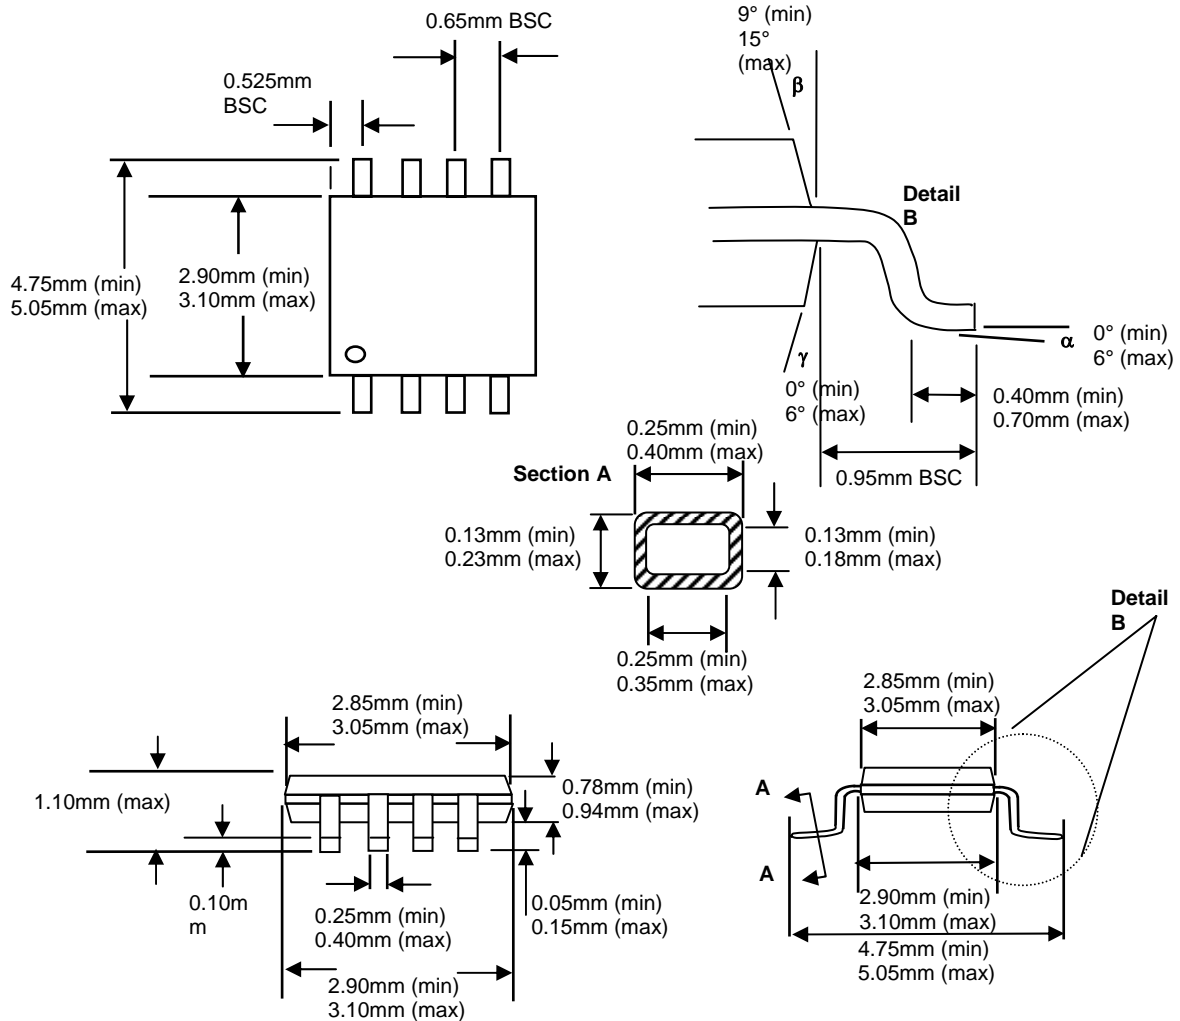 0.65mm BSC
0.525mm
BSC
4.75mm (min)
5.05mm (max)
2.90mm (min)
3.10mm (max)
9° (min)
15°
(max)
β
Detail
B
γ
0° (min)
6° (max)
α
0° (min)
6° (max)
0.40mm (min)
0.70mm (max)
0.95mm BSC
0.25mm (min)
0.40mm (max)
Section A
0.13mm (min)
0.23mm (max)
0.13mm (min)
0.18mm (max)
0.25mm (min)
0.35mm (max)
2.85mm (min)
3.05mm (max)
1.10mm (max)
0.78mm (min)
0.94mm (max)
0.10m
m
0.25mm (min)
0.40mm (max)
0.05mm (min)
0.15mm (max)
2.90mm (min)
3.10mm (max)
Detail
B
2.85mm (min)
3.05mm (max)
A
A
2.90mm (min)
3.10mm (max)
4.75mm (min)
5.05mm (max)